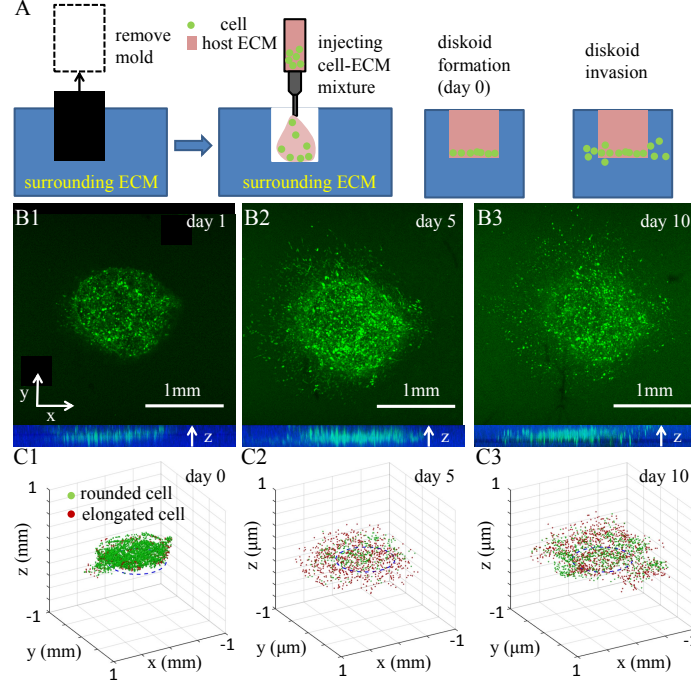 A
remove
mold
cell
host ECM
injecting
cell-ECM
mixture
diskoid
formation
(day 0)
diskoid
invasion
surrounding ECM
surrounding ECM
B1
day 1
B2
day 5
B3
day 10
y
x
1mm
1mm
1mm
z
z
z
C1
day 0
C2
day 5
C3
day 10
rounded cell
elongated cell
1
z (mm)
-1
y (mm)
1
x (mm)
-1
1
z (μm)
-1
y (μm)
1
x (mm)
-1
1
z (μm)
-1
y (μm)
1
x (mm)
-1